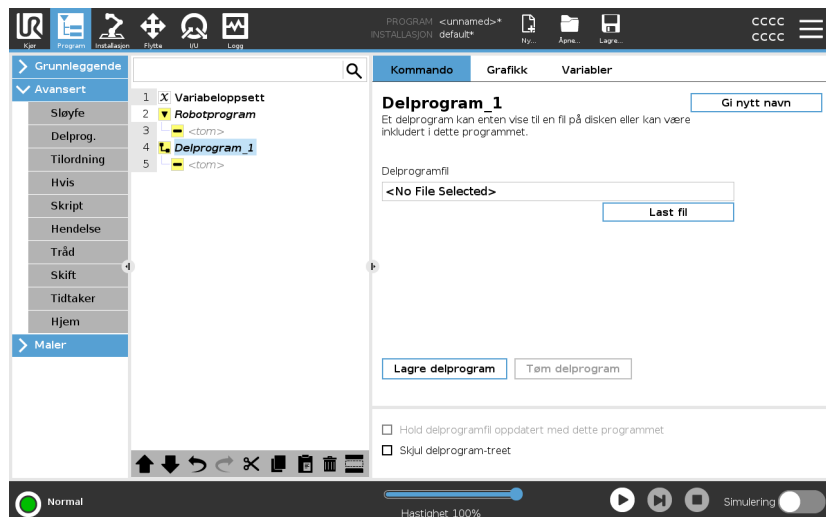 PROGRAM <unnamed>*
INSTALLASJON default*
CCCC
CCCC
Kjør Program Installasjon Flytte I/U Logg Ny... Åpne... Lagre...
Grunnleggende
Avansert
Sløyfe
Delprog.
Tilordning
Hvis
Skript
Hendelse
Tråd
Skift
Tidtaker
Hjem
Maler
1 X Variabeloppsett
2 Robotprogram
3 <tom>
4 Delprogram_1
5 <tom>
Kommando Grafikk Variabler
Delprogram_1
Gi nytt navn
Et delprogram kan enten vise til en fil på disken eller kan være
inkludert i dette programmet.
Delprogramfil
<No File Selected>
Last fil
Lagre delprogram Tøm delprogram
Hold delprogramfil oppdatert med dette programmet
Skjul delprogram-treet
Normal
Hastighet 100%
Simulering